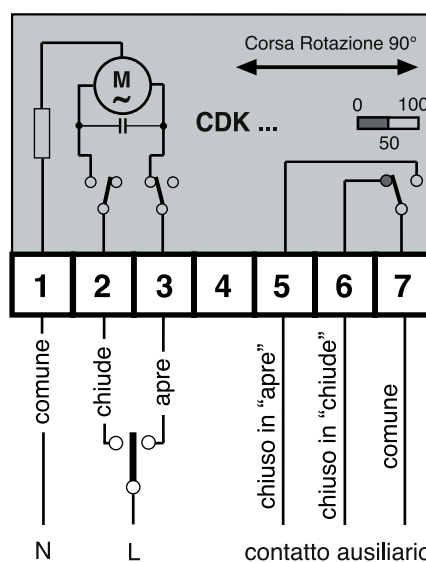 Corsa Rotazione 90°
M
~
CDK ...
0 100
50
1 2 3 4 5 6 7
comune
chiude
apre
chiuso in "apre"
chiuso in "chiude"
comune
N L contatto ausiliario